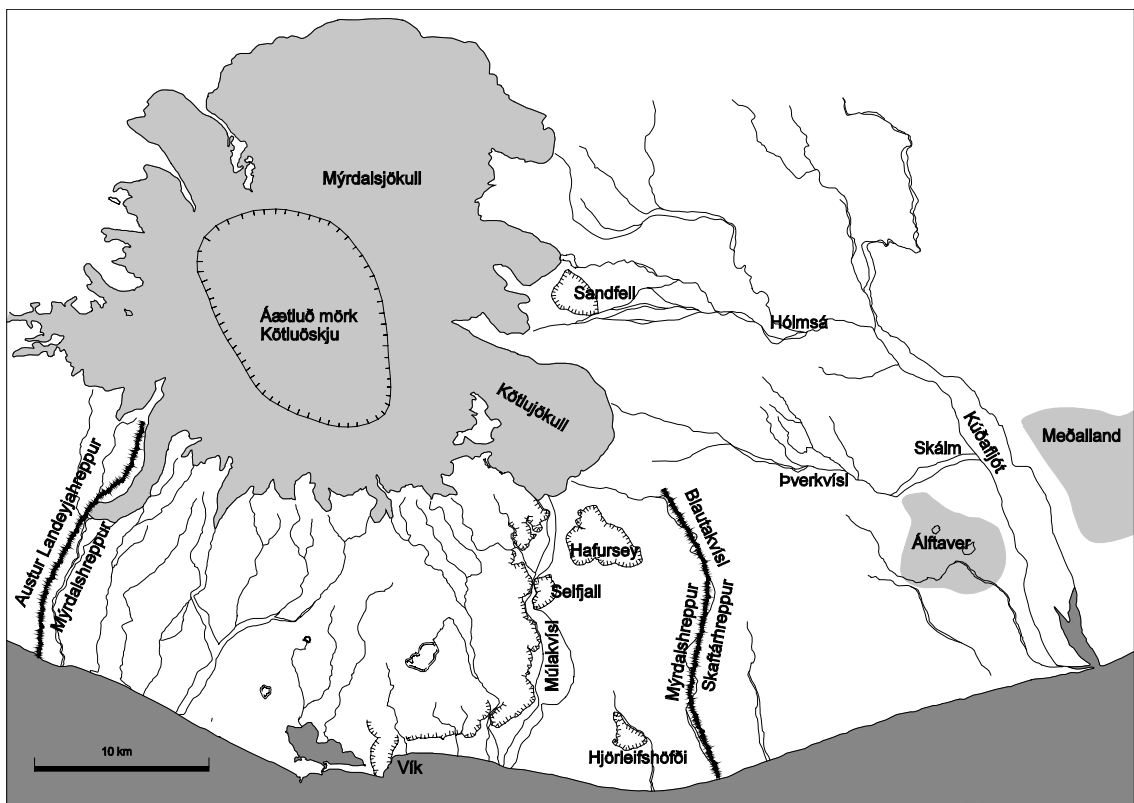 Mýrdalsjökull
Sandfell
Áætluð mörk
Kötluöskju
Hólmsá
Kötlujökull
Kúðafljót
Meðalland
Skálm
Þverkvísl
Austur Landeyjahreppur
Mýrdalshreppur
Blautakvísl
Hafursey
Álftaver
Selfjall
Múlakvísl
Mýrdalshreppur
Skaftárhreppur
10 km
Hjörleifshöfði
Vík